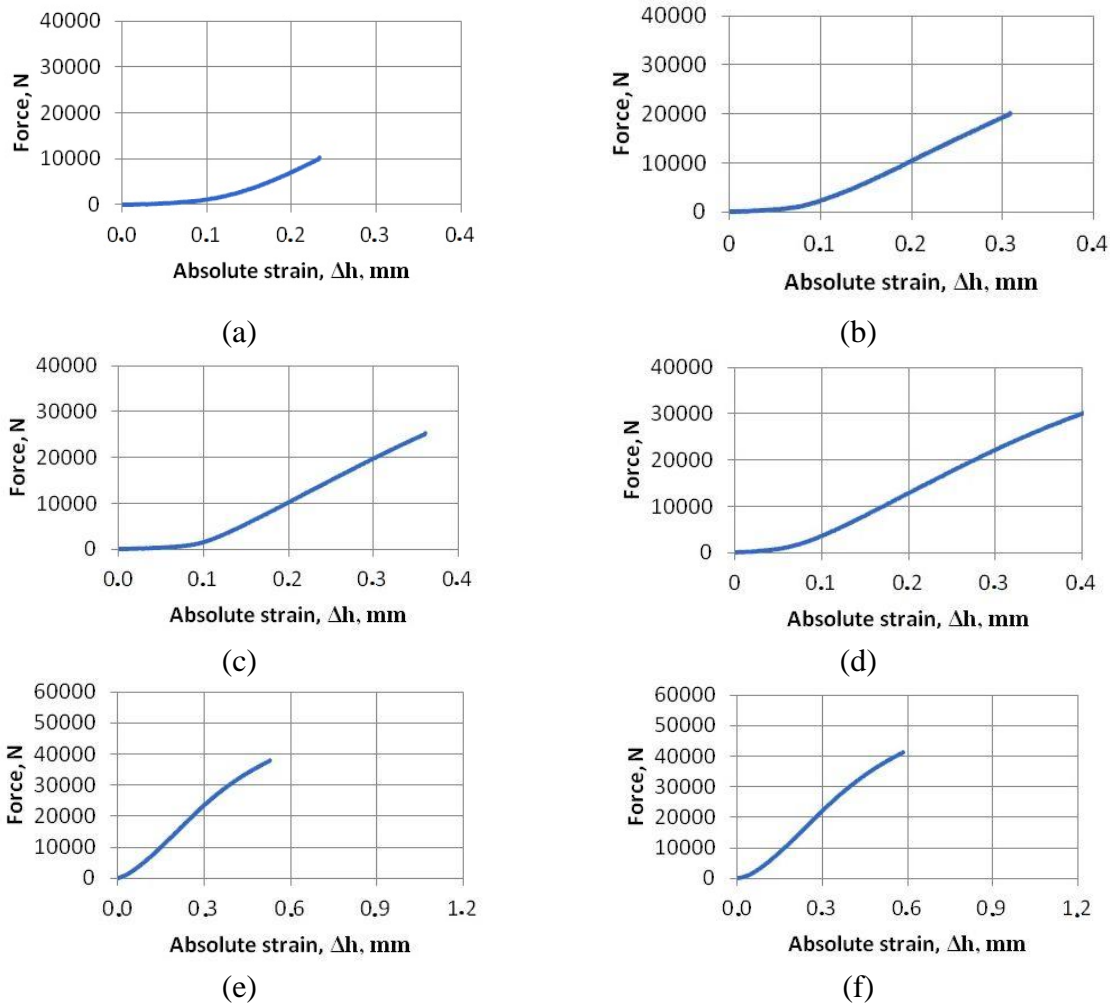 40000
30000
20000
10000
0
Force, N
0.0 0.1 0.2 0.3 0.4
Absolute strain, Δh, mm
(a)
40000
30000
20000
10000
0
Force, N
0 0.1 0.2 0.3 0.4
Absolute strain, Δh, mm
(b)
40000
30000
20000
10000
0
Force, N
0.0 0.1 0.2 0.3 0.4
Absolute strain, Δh, mm
(c)
40000
30000
20000
10000
0
Force, N
0 0.1 0.2 0.3 0.4
Absolute strain, Δh, mm
(d)
60000
50000
40000
30000
20000
10000
0
Force, N
0.0 0.3 0.6 0.9 1.2
Absolute strain, Δh, mm
(e)
60000
50000
40000
30000
20000
10000
0
Force, N
0.0 0.3 0.6 0.9 1.2
Absolute strain, Δh, mm
(f)